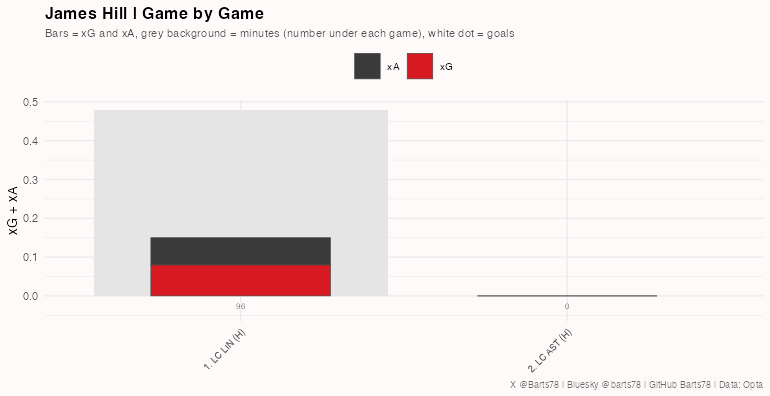 James Hill | Game by Game
Bars = xG and xA, grey background = minutes (number under each game), white dot = goals
xA xG
xG + xA
0.5
0.4
0.3
0.2
0.1
0.0
96 0
1. LC LIN (H) 2. LC AST (H)
X @Barts78 | Bluesky @barts78 | GitHub Barts78 | Data: Opta